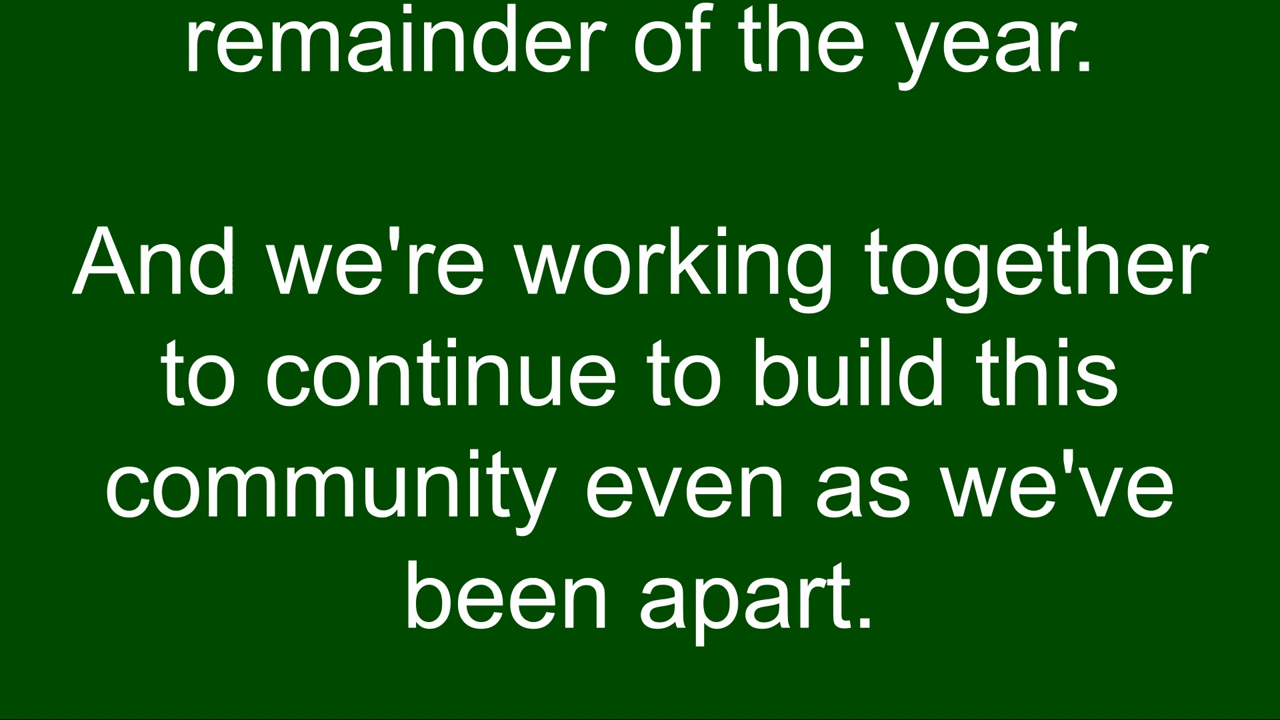 remainder of the year.
And we're working together
to continue to build this
community even as we've
been apart.